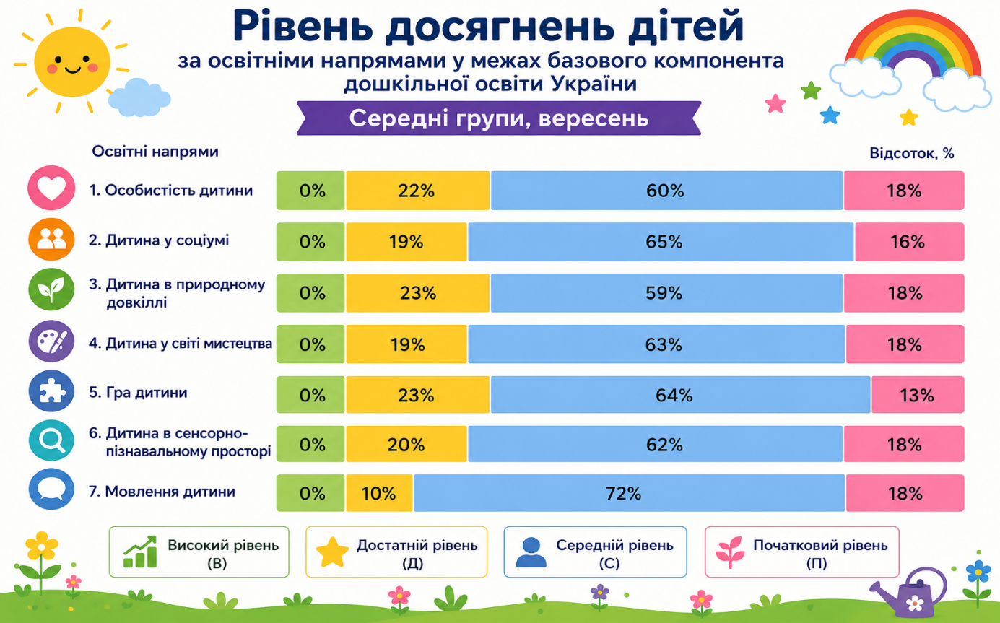 Рівень досягнень дітей
за освітніми напрямами у межах базового компонента
дошкільної освіти України
Середні групи, вересень
Освітні напрями
Відсоток, %
1. Особистість дитини
0% 22% 60% 18%
2. Дитина у соціумі
0% 19% 65% 16%
3. Дитина в природному
довкіллі
0% 23% 59% 18%
4. Дитина у світі мистецтва
0% 19% 63% 18%
5. Гра дитини
0% 23% 64% 13%
6. Дитина в сенсорно-
пізнавальному просторі
0% 20% 62% 18%
7. Мовлення дитини
0% 10% 72% 18%
Високий рівень
(В)
Достатній рівень
(Д)
Середній рівень
(С)
Початковий рівень
(П)